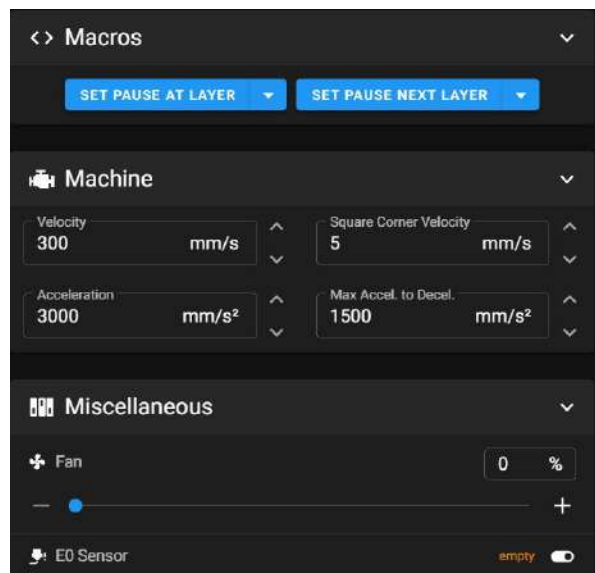 Macros
SET PAUSE AT LAYER SET PAUSE NEXT LAYER
Machine
Velocity Square Corner Velocity
300 mm/s 5 mm/s
Acceleration Max Accel. to Decel.
3000 mm/s² 1500 mm/s²
Miscellaneous
Fan 0 %
E0 Sensor empty